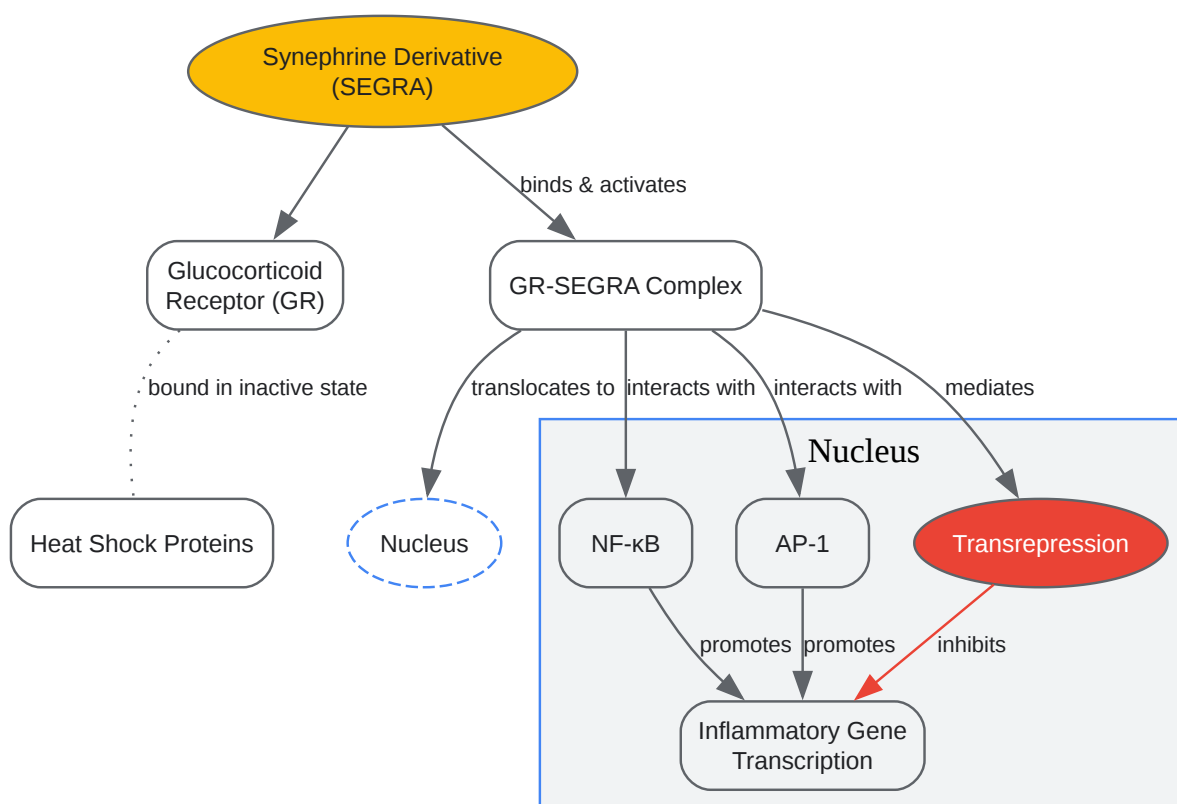 Synephrine Derivative
(SEGRA)
binds & activates
Glucocorticoid
Receptor (GR)
GR-SEGRA Complex
bound in inactive state
translocates to
interacts with
interacts with
mediates
Nucleus
Heat Shock Proteins
Nucleus
NF-κB
AP-1
Transrepression
promotes
promotes
inhibits
Inflammatory Gene
Transcription